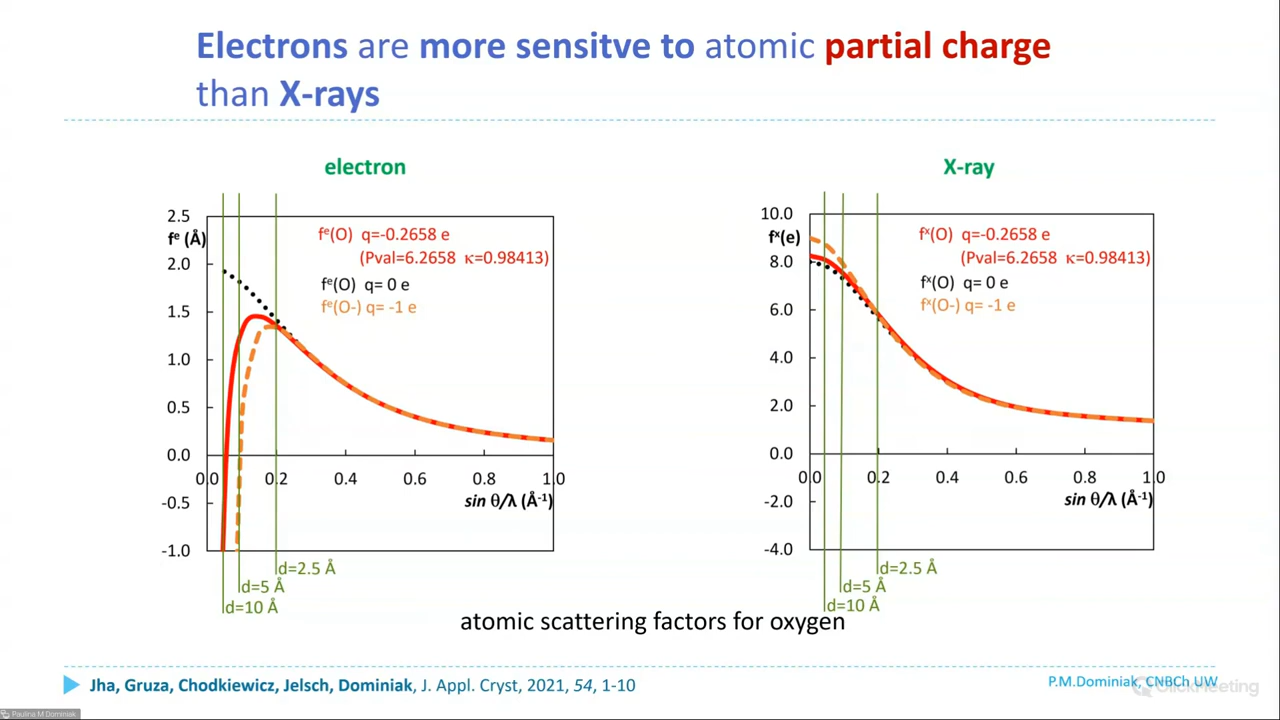 Electrons are more sensitve to atomic partial charge
than X-rays
electron
2.5
fᵉ (Å)
2.0
1.5
1.0
0.5
0.0
-0.5
-1.0
fᵉ(O) q=-0.2658 e
(Pval=6.2658 κ=0.98413)
fᵉ(O) q= 0 e
fᵉ(O-) q= -1 e
0.0 0.2 0.4 0.6 0.8 1.0
sin θ/λ (Å⁻¹)
d=2.5 Å
d=5 Å
d=10 Å
X-ray
10.0
fˣ(e)
8.0
6.0
4.0
2.0
0.0
-2.0
-4.0
fˣ(O) q=-0.2658 e
(Pval=6.2658 κ=0.98413)
fˣ(O) q= 0 e
fˣ(O-) q= -1 e
0.0 0.2 0.4 0.6 0.8 1.0
sin θ/λ (Å⁻¹)
d=2.5 Å
d=5 Å
d=10 Å
atomic scattering factors for oxygen
Jha, Gruza, Chodkiewicz, Jelsch, Dominiak, J. Appl. Cryst, 2021, 54, 1-10
P.M.Dominiak, CNBCh UW
ClickMeeting
Paulina M Dominiak